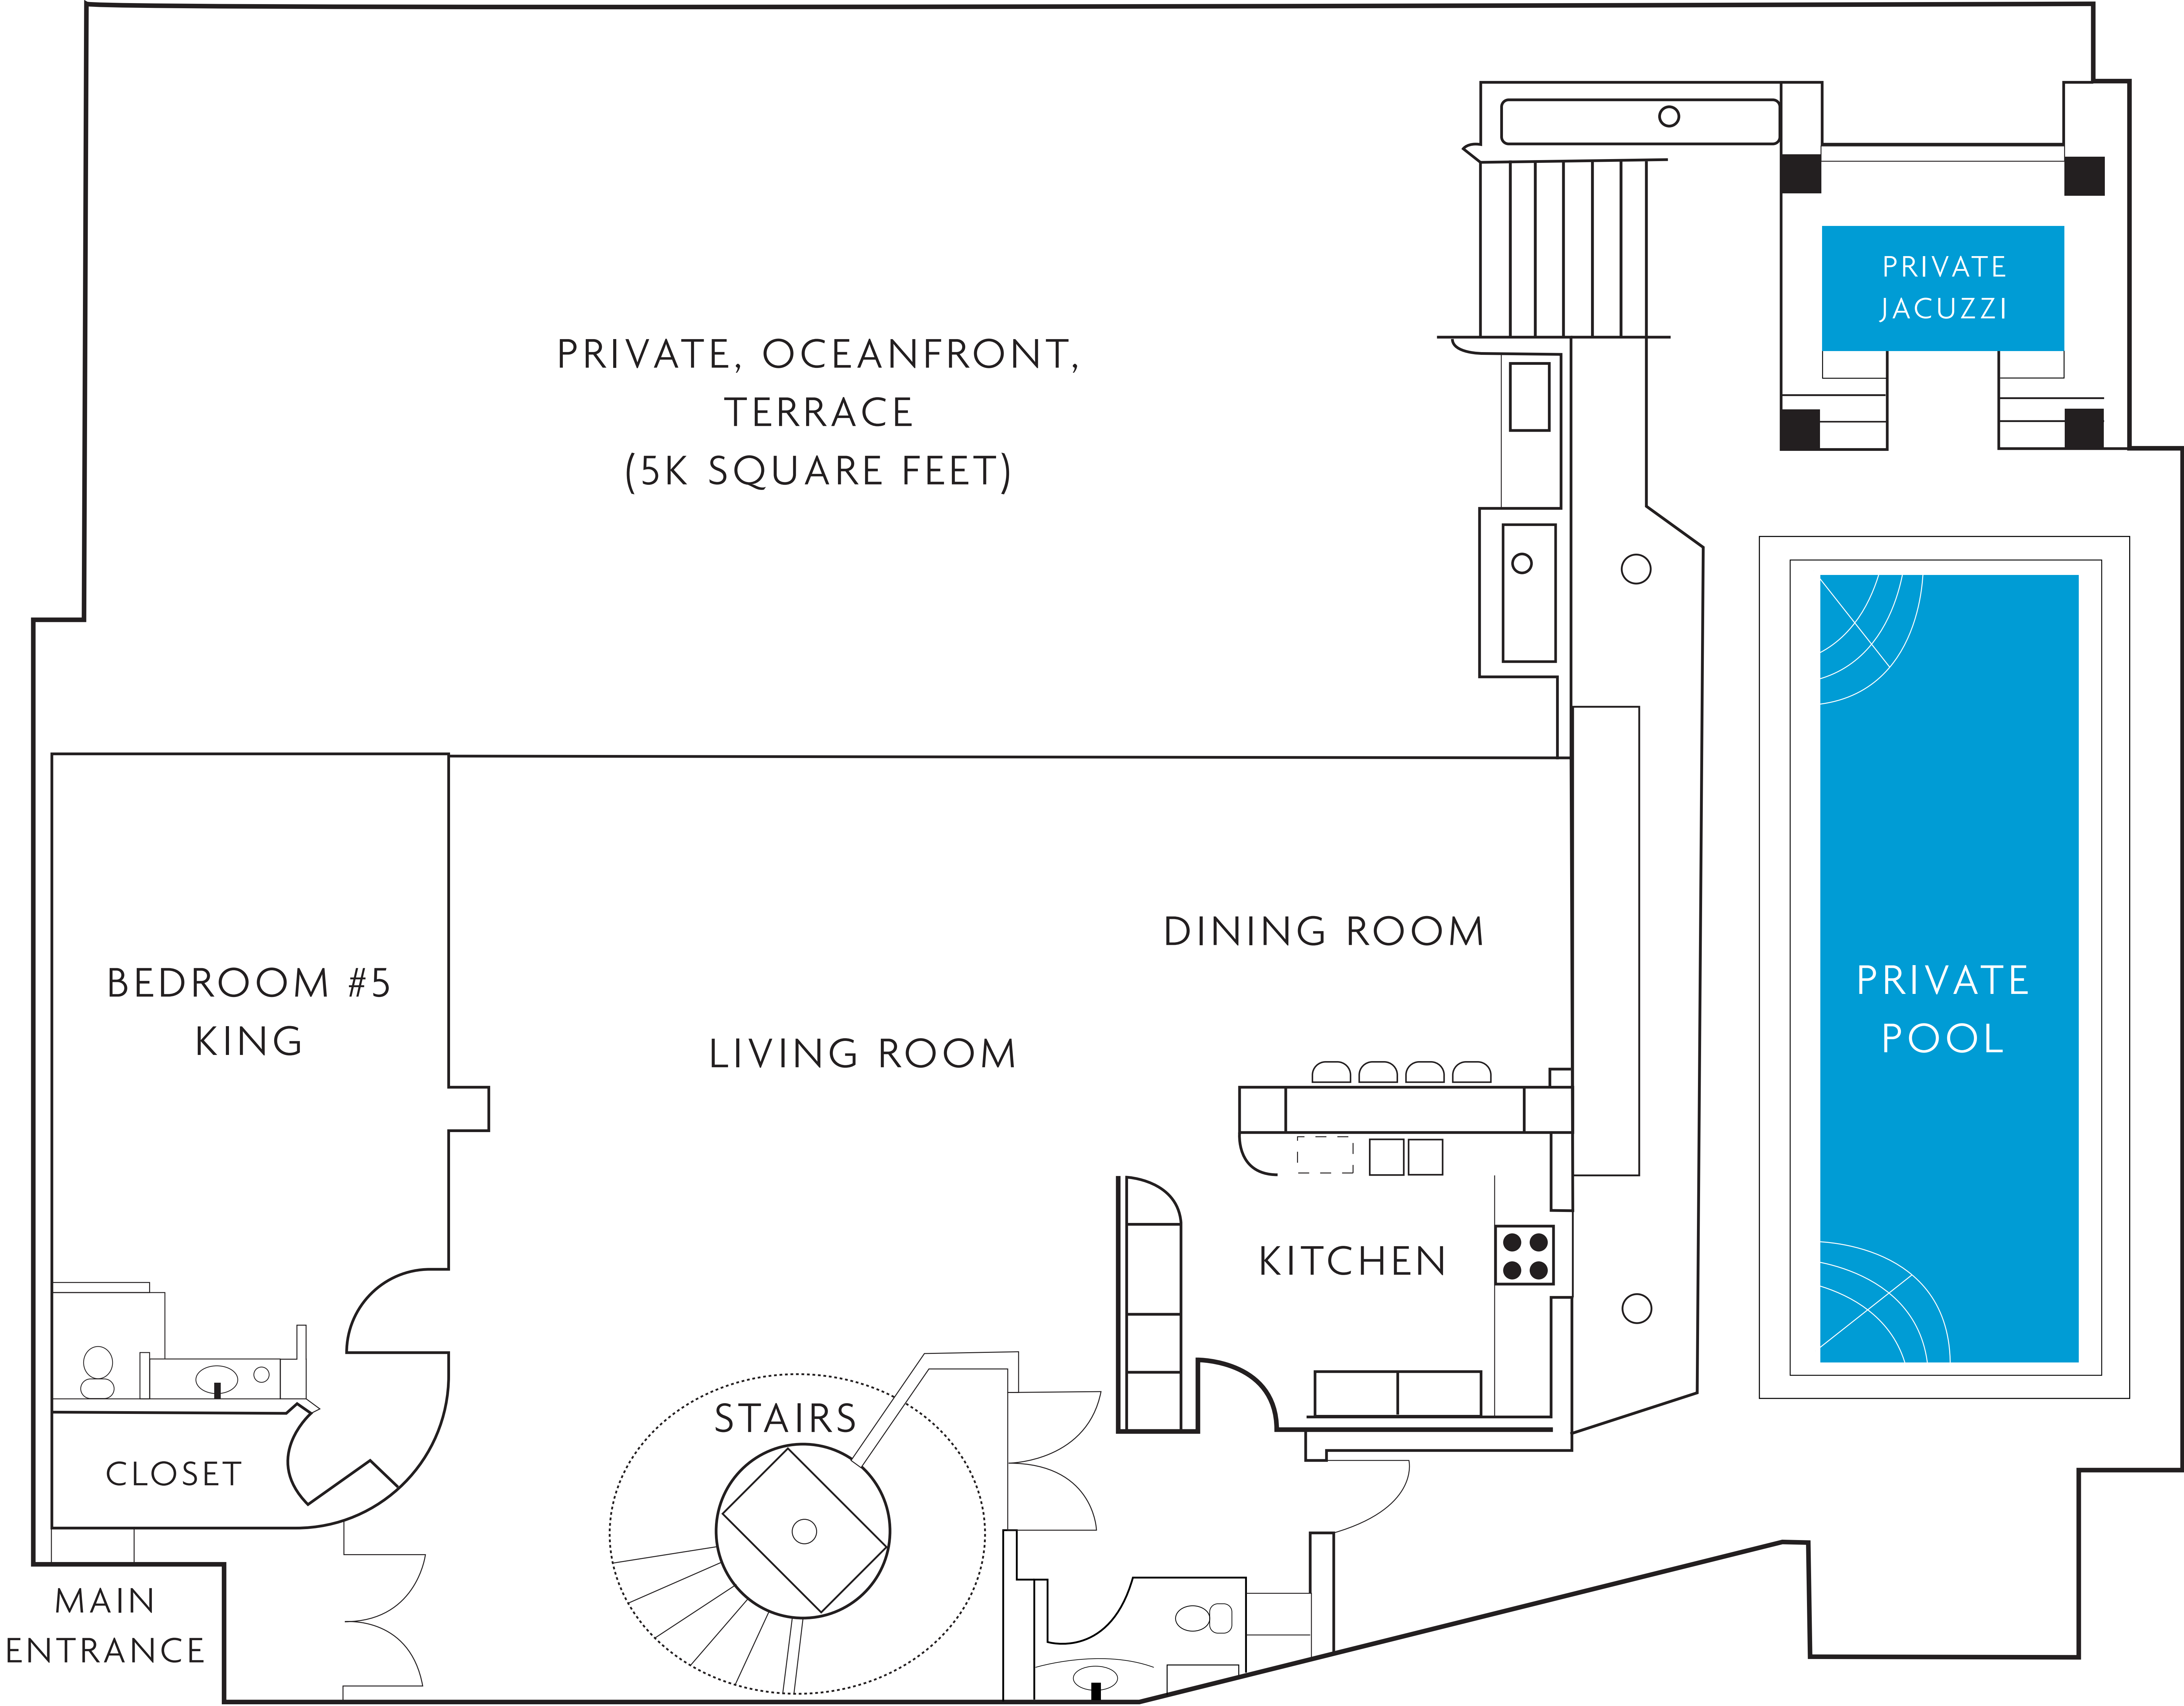 PRIVATE, OCEANFRONT,
TERRACE
(5K SQUARE FEET)
PRIVATE
JACUZZI
DINING ROOM
BEDROOM #5
KING
LIVING ROOM
PRIVATE
POOL
KITCHEN
STAIRS
CLOSET
MAIN
ENTRANCE